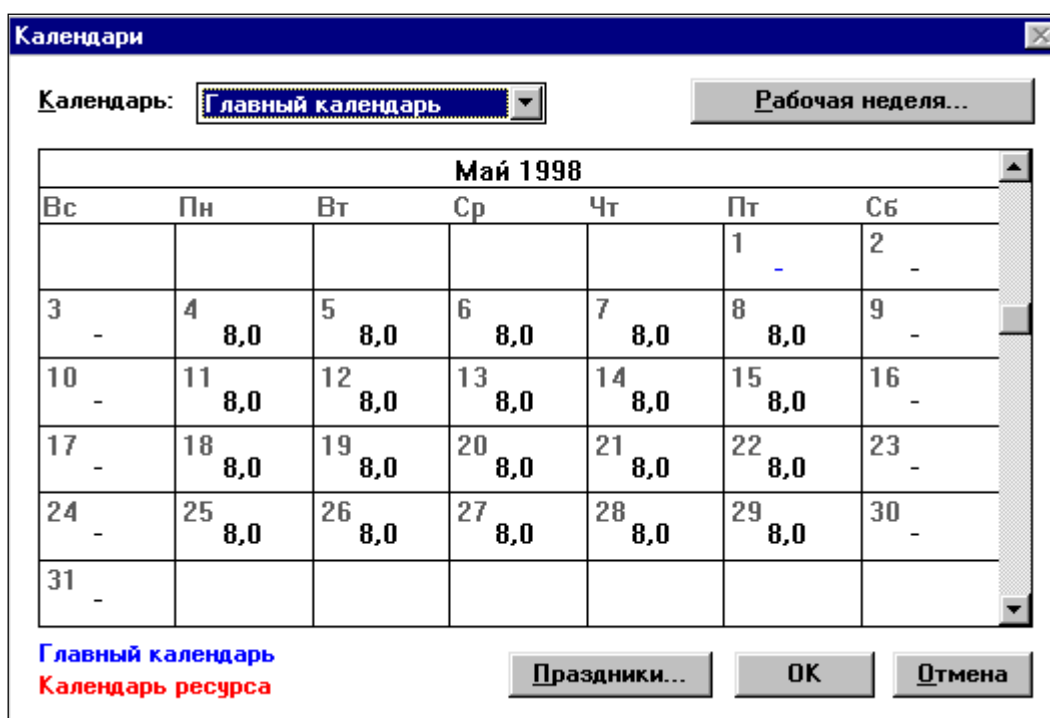 Календари
Календарь: Главный календарь Рабочая неделя...
Май 1998
Вс Пн Вт Ср Чт Пт Сб
1 - 2 -
3 - 4 8,0 5 8,0 6 8,0 7 8,0 8 8,0 9 -
10 - 11 8,0 12 8,0 13 8,0 14 8,0 15 8,0 16 -
17 - 18 8,0 19 8,0 20 8,0 21 8,0 22 8,0 23 -
24 - 25 8,0 26 8,0 27 8,0 28 8,0 29 8,0 30 -
31 -
Главный календарь
Календарь ресурса
Праздники... OK Отмена